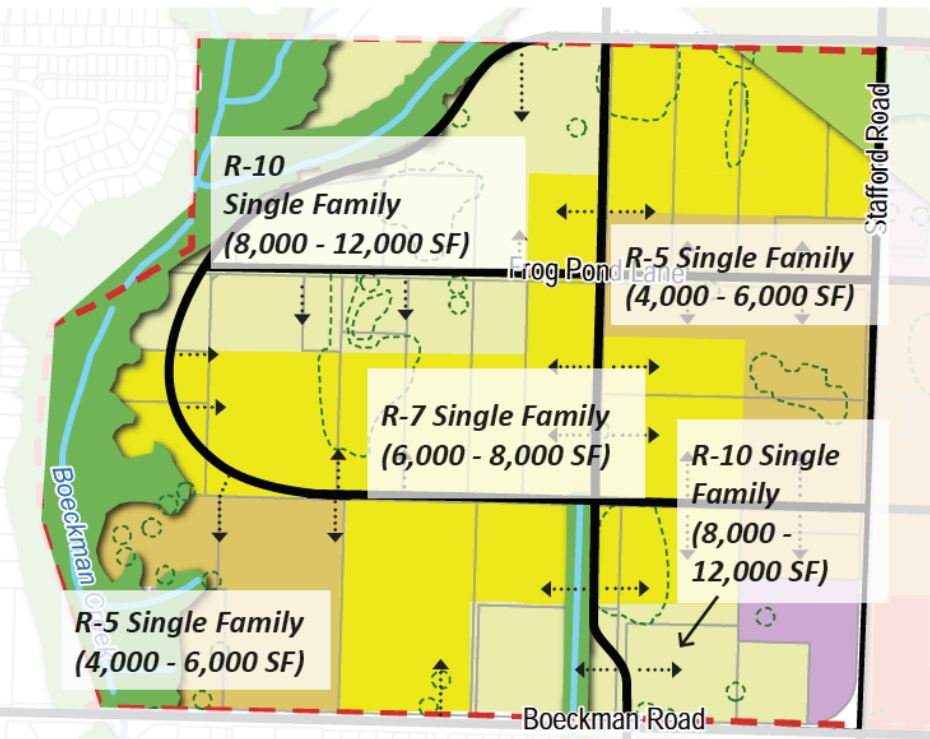 R-10
Single Family
(8,000 - 12,000 SF)
Stafford Road
Frog Pond Lane
R-5 Single Family
(4,000 - 6,000 SF)
R-7 Single Family
(6,000 - 8,000 SF)
R-10 Single
Family
(8,000 -
12,000 SF)
Boeckman Creek
R-5 Single Family
(4,000 - 6,000 SF)
Boeckman Road